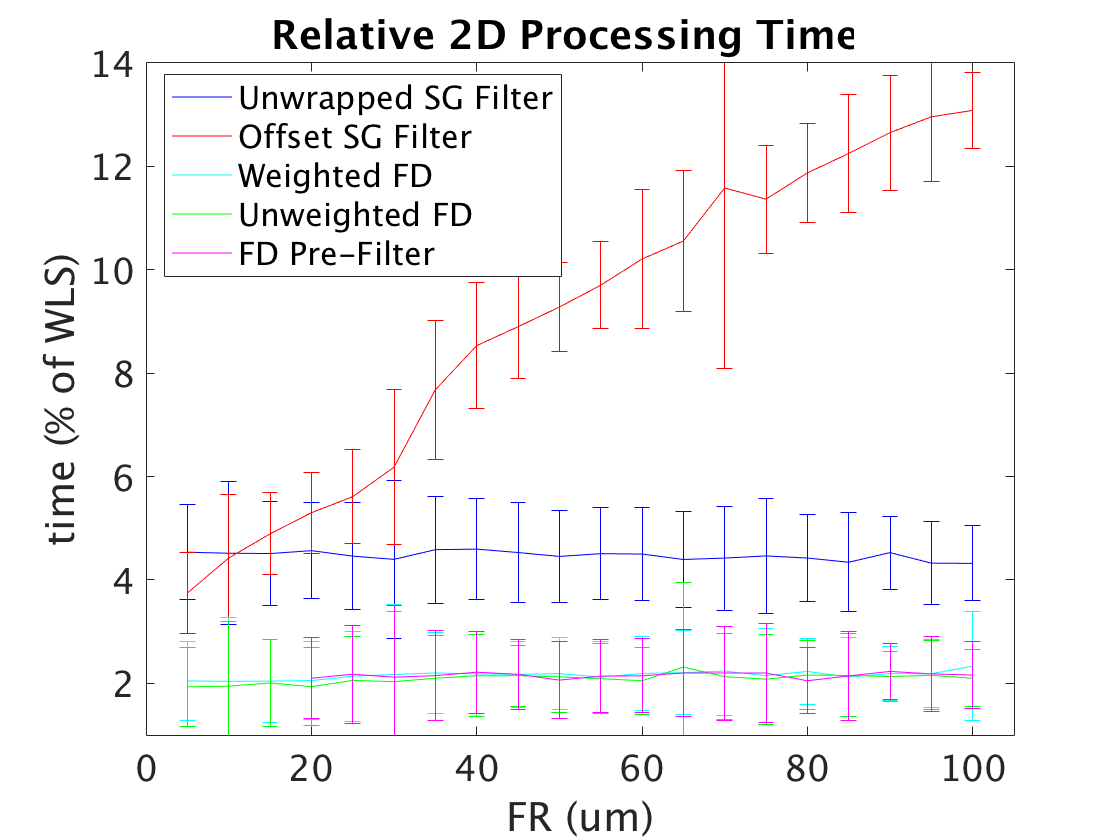 Relative 2D Processing Time
14
12
10
8
6
4
2
time (% of WLS)
Unwrapped SG Filter
Offset SG Filter
Weighted FD
Unweighted FD
FD Pre-Filter
0 20 40 60 80 100
FR (um)